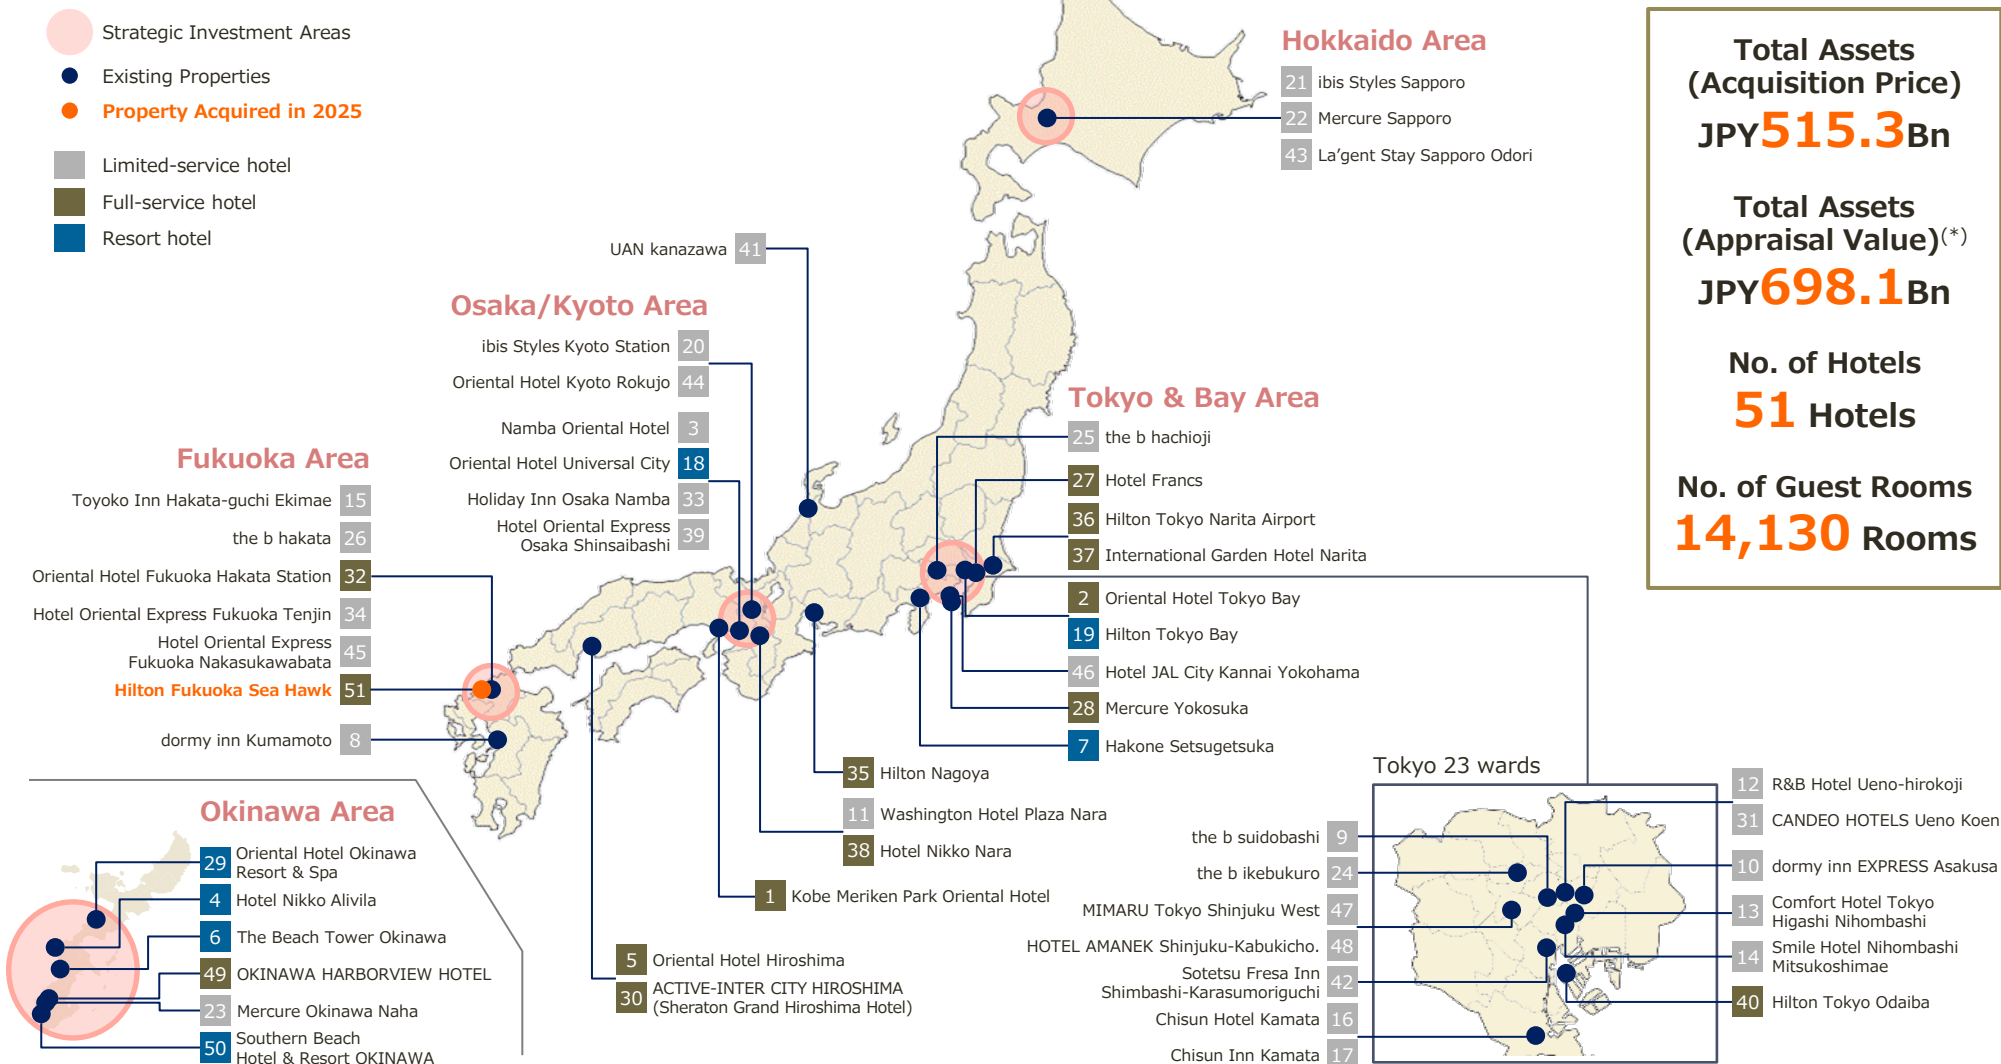 Strategic Investment Areas
Existing Properties
Property Acquired in 2025
Limited-service hotel
Full-service hotel
Resort hotel
Hokkaido Area
21 ibis Styles Sapporo
22 Mercure Sapporo
43 La'gent Stay Sapporo Odori
Total Assets
(Acquisition Price)
JPY515.3Bn
Total Assets
(Appraisal Value)(*)
JPY698.1Bn
No. of Hotels
51 Hotels
No. of Guest Rooms
14,130 Rooms
UAN kanazawa 41
Osaka/Kyoto Area
ibis Styles Kyoto Station 20
Oriental Hotel Kyoto Rokujo 44
Namba Oriental Hotel 3
Oriental Hotel Universal City 18
Holiday Inn Osaka Namba 33
Hotel Oriental Express
Osaka Shinsaibashi 39
Fukuoka Area
Toyoko Inn Hakata-guchi Ekimae 15
the b hakata 26
Oriental Hotel Fukuoka Hakata Station 32
Hotel Oriental Express Fukuoka Tenjin 34
Hotel Oriental Express
Fukuoka Nakasukawabata 45
Hilton Fukuoka Sea Hawk 51
dormy inn Kumamoto 8
Tokyo & Bay Area
25 the b hachioji
27 Hotel Francs
36 Hilton Tokyo Narita Airport
37 International Garden Hotel Narita
2 Oriental Hotel Tokyo Bay
19 Hilton Tokyo Bay
46 Hotel JAL City Kannai Yokohama
28 Mercure Yokosuka
7 Hakone Setsugetsuka
35 Hilton Nagoya
11 Washington Hotel Plaza Nara
38 Hotel Nikko Nara
1 Kobe Meriken Park Oriental Hotel
5 Oriental Hotel Hiroshima
30 ACTIVE-INTER CITY HIROSHIMA
(Sheraton Grand Hiroshima Hotel)
Okinawa Area
29 Oriental Hotel Okinawa
Resort & Spa
4 Hotel Nikko Alivila
6 The Beach Tower Okinawa
49 OKINAWA HARBORVIEW HOTEL
23 Mercure Okinawa Naha
50 Southern Beach
Hotel & Resort OKINAWA
Tokyo 23 wards
the b suidobashi 9
the b ikebukuro 24
MIMARU Tokyo Shinjuku West 47
HOTEL AMANEK Shinjuku-Kabukicho. 48
Sotetsu Fresa Inn
Shimbashi-Karasumoriguchi 42
Chisun Hotel Kamata 16
Chisun Inn Kamata 17
12 R&B Hotel Ueno-hirokoji
31 CANDEO HOTELS Ueno Koen
10 dormy inn EXPRESS Asakusa
13 Comfort Hotel Tokyo
Higashi Nihombashi
14 Smile Hotel Nihombashi
Mitsukoshimae
40 Hilton Tokyo Odaiba